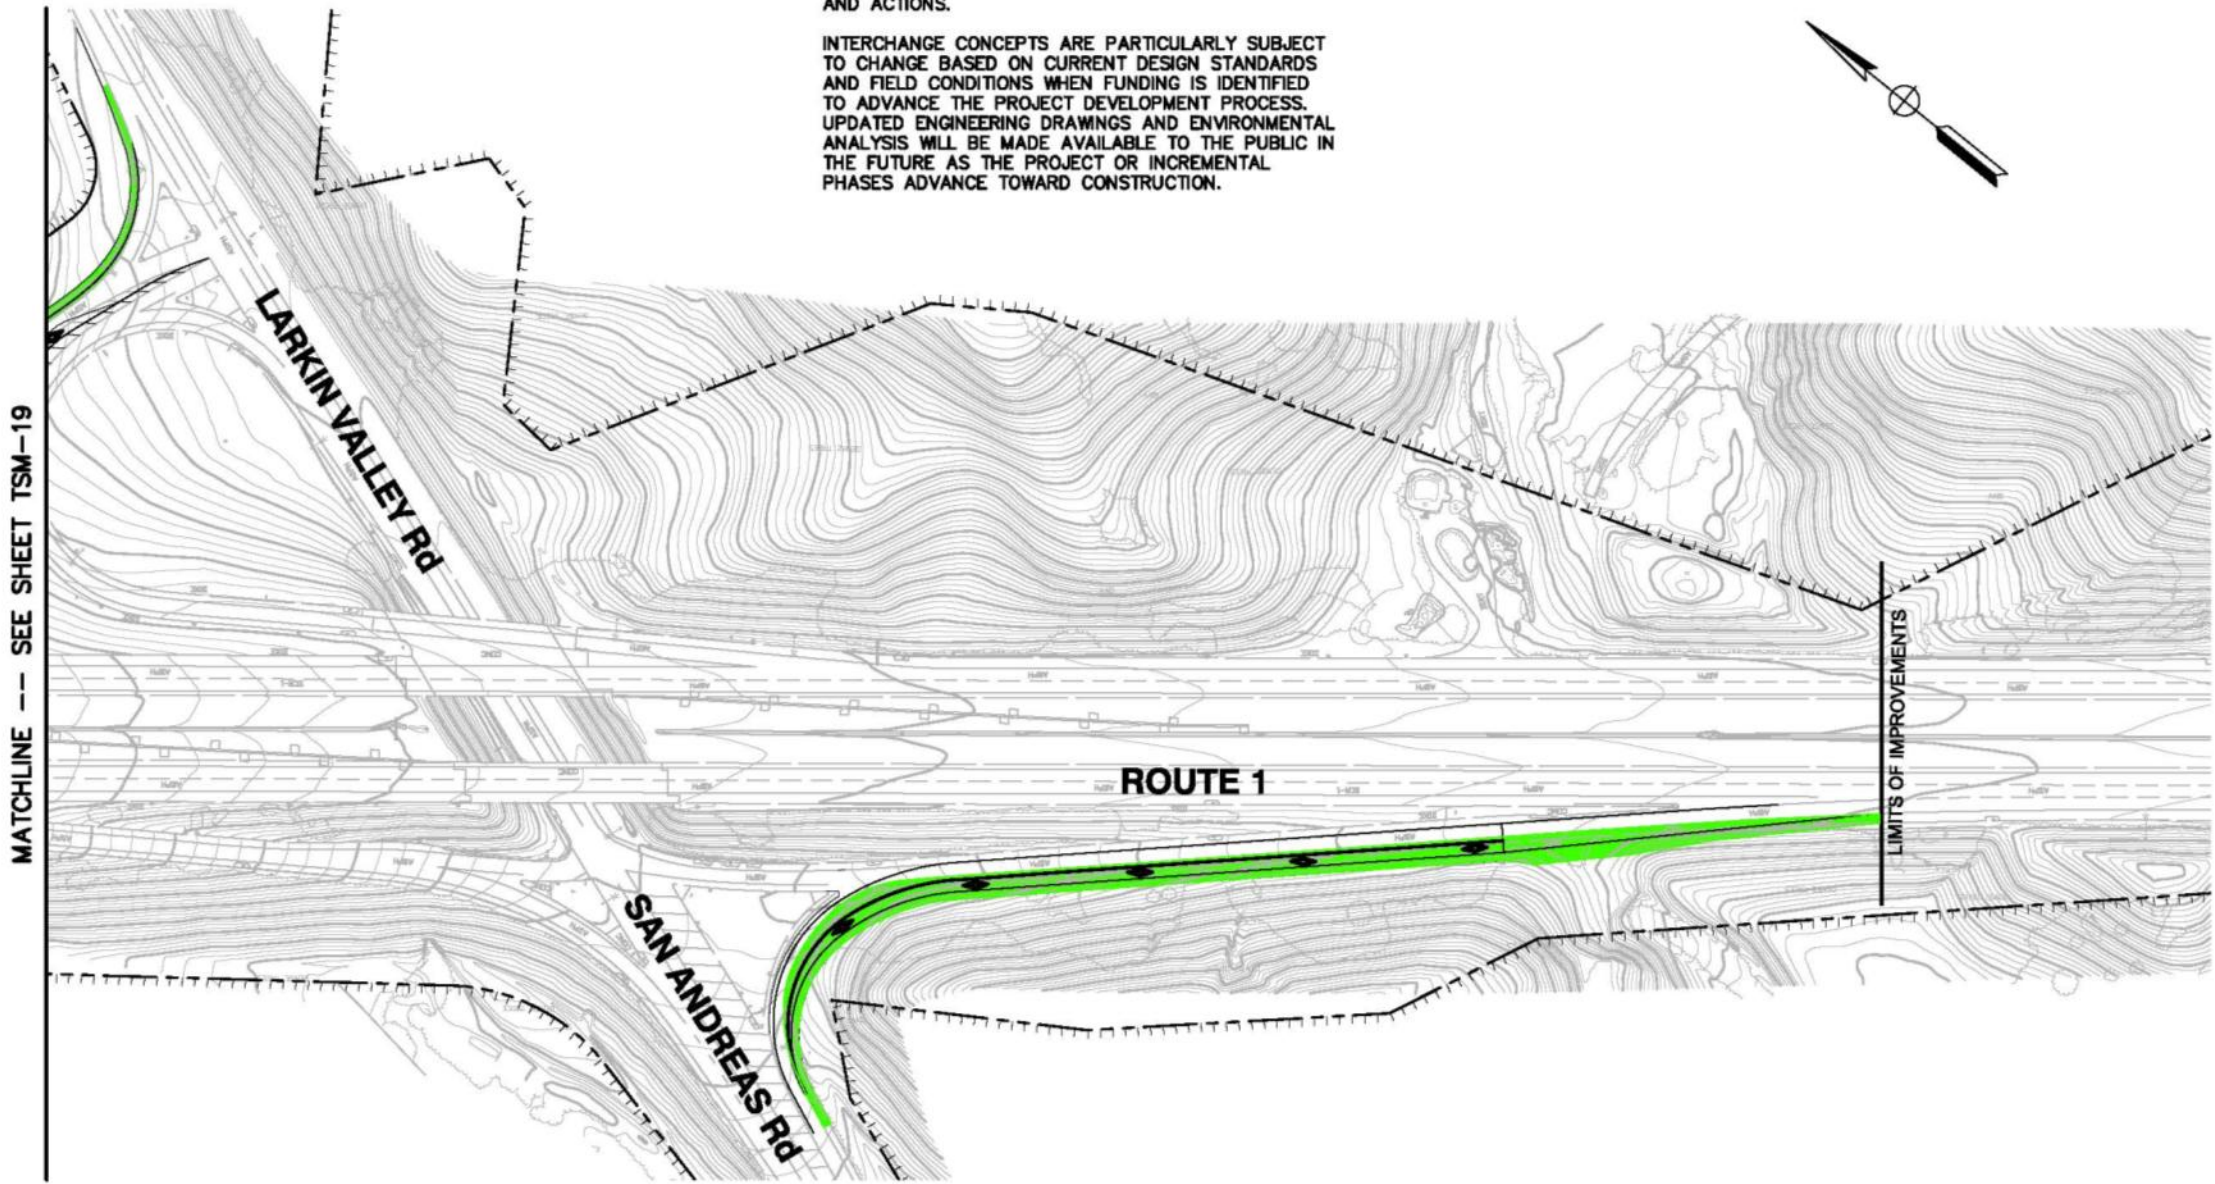 AND ACTIONS.
INTERCHANGE CONCEPTS ARE PARTICULARLY SUBJECT
TO CHANGE BASED ON CURRENT DESIGN STANDARDS
AND FIELD CONDITIONS WHEN FUNDING IS IDENTIFIED
TO ADVANCE THE PROJECT DEVELOPMENT PROCESS.
UPDATED ENGINEERING DRAWINGS AND ENVIRONMENTAL
ANALYSIS WILL BE MADE AVAILABLE TO THE PUBLIC IN
THE FUTURE AS THE PROJECT OR INCREMENTAL
PHASES ADVANCE TOWARD CONSTRUCTION.
MATCHLINE -- SEE SHEET TSM-19
LARKIN VALLEY Rd
ROUTE 1
LIMITS OF IMPROVEMENTS
SAN ANDREAS Rd